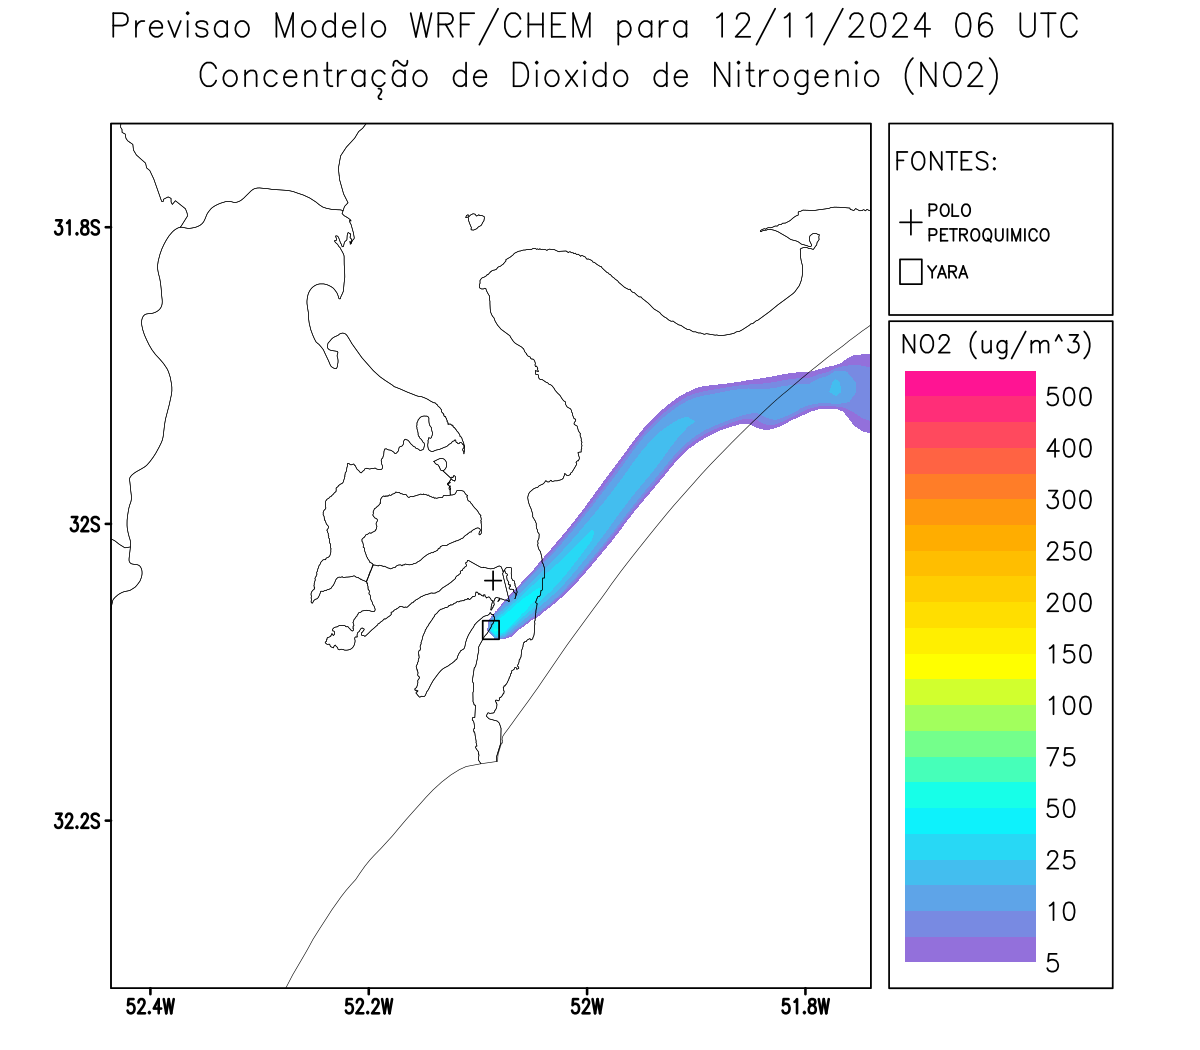 Previsao Modelo WRF/CHEM para 12/11/2024 06 UTC
Concentração de Dioxido de Nitrogenio (NO2)
FONTES:
POLO
PETROQUIMICO
YARA
NO2 (ug/m^3)
500
400
300
250
200
150
100
75
50
25
10
5
31.8S
32S
32.2S
52.4W
52.2W
52W
51.8W